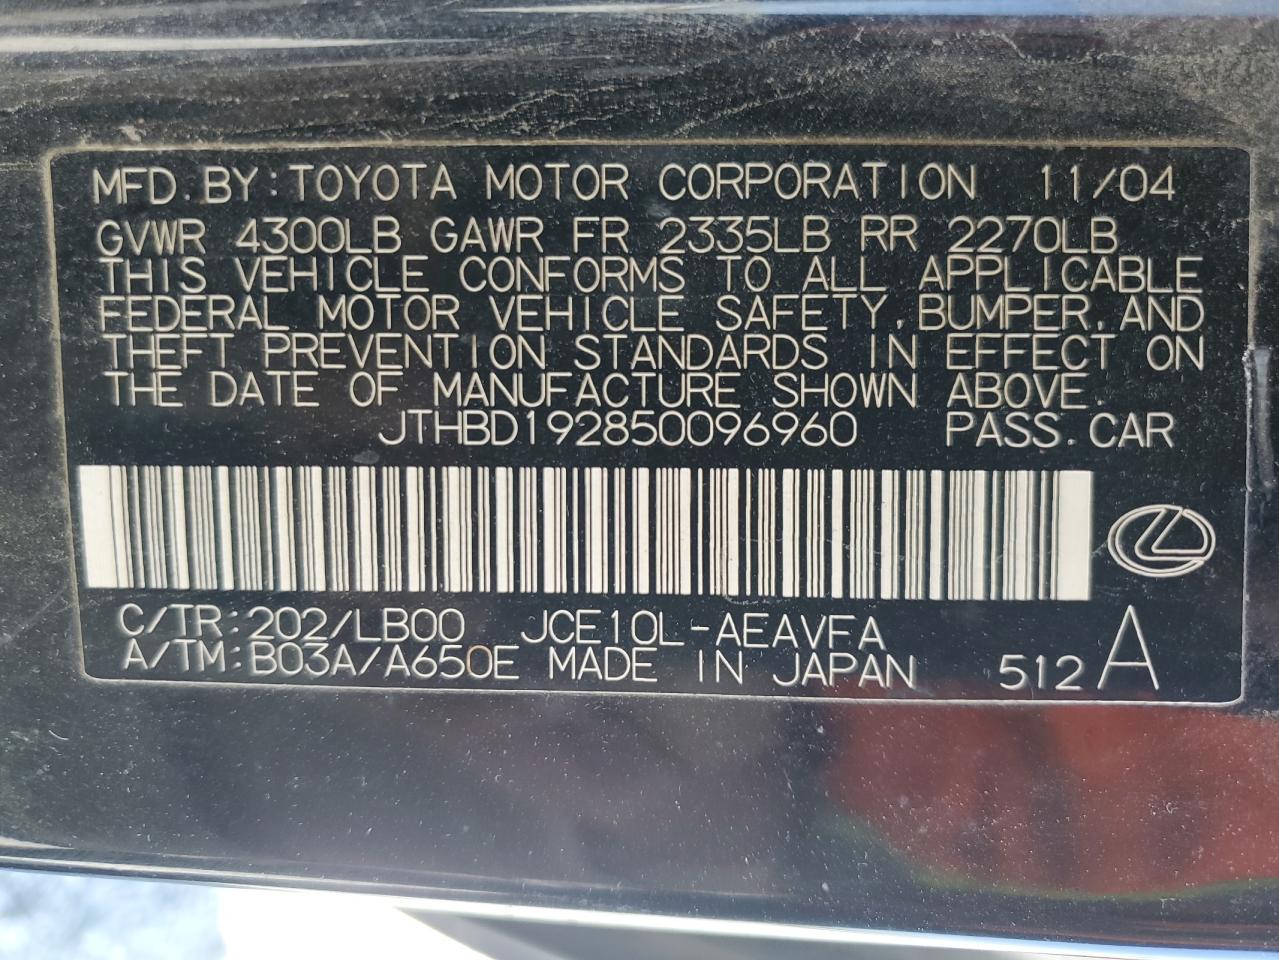 MFD. BY: TOYOTA MOTOR CORPORATION 11/04
GVWR 4300LB GAWR FR 2335LB RR 2270LB
THIS VEHICLE CONFORMS TO ALL APPLICABLE
FEDERAL MOTOR VEHICLE SAFETY, BUMPER, AND
THEFT PREVENTION STANDARDS IN EFFECT ON
THE DATE OF MANUFACTURE SHOWN ABOVE.
JTHBD192850096960 PASS. CAR
C/TR: 202/LB00 JCE10L-AEAVFA
A/TM: B03A/A650E MADE IN JAPAN 512 A